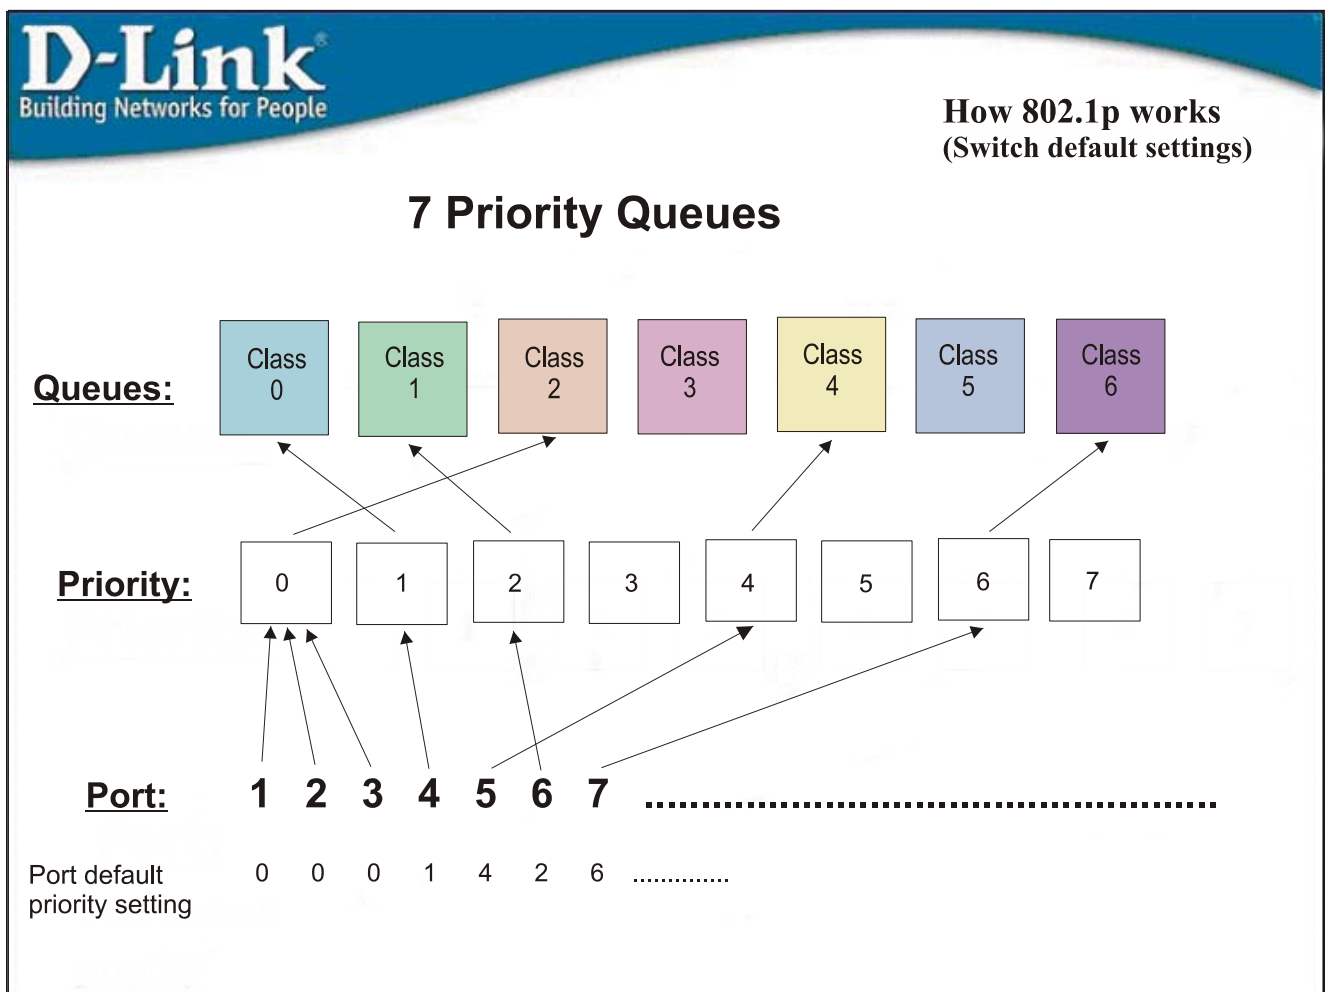 D-Link®
Building Networks for People
How 802.1p works
(Switch default settings)
7 Priority Queues
Queues:
Class 0
Class 1
Class 2
Class 3
Class 4
Class 5
Class 6
Priority:
0 1 2 3 4 5 6 7
Port:
1 2 3 4 5 6 7 ..................................................
Port default
priority setting
0 0 0 1 4 2 6 ..............